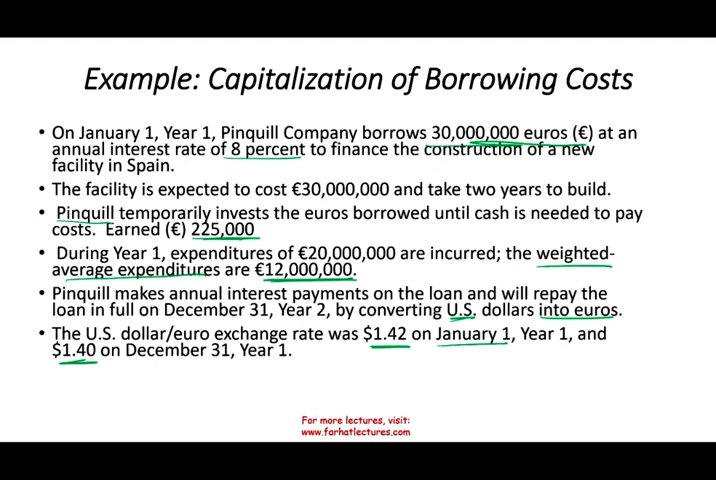 Example: Capitalization of Borrowing Costs
• On January 1, Year 1, Pinquill Company borrows 30,000,000 euros (€) at an
annual interest rate of 8 percent to finance the construction of a new
facility in Spain.
• The facility is expected to cost €30,000,000 and take two years to build.
• Pinquill temporarily invests the euros borrowed until cash is needed to pay
costs. Earned (€) 225,000
• During Year 1, expenditures of €20,000,000 are incurred; the weighted-
average expenditures are €12,000,000.
• Pinquill makes annual interest payments on the loan and will repay the
loan in full on December 31, Year 2, by converting U.S. dollars into euros.
• The U.S. dollar/euro exchange rate was $1.42 on January 1, Year 1, and
$1.40 on December 31, Year 1.
For more lectures, visit:
www.farhatlectures.com